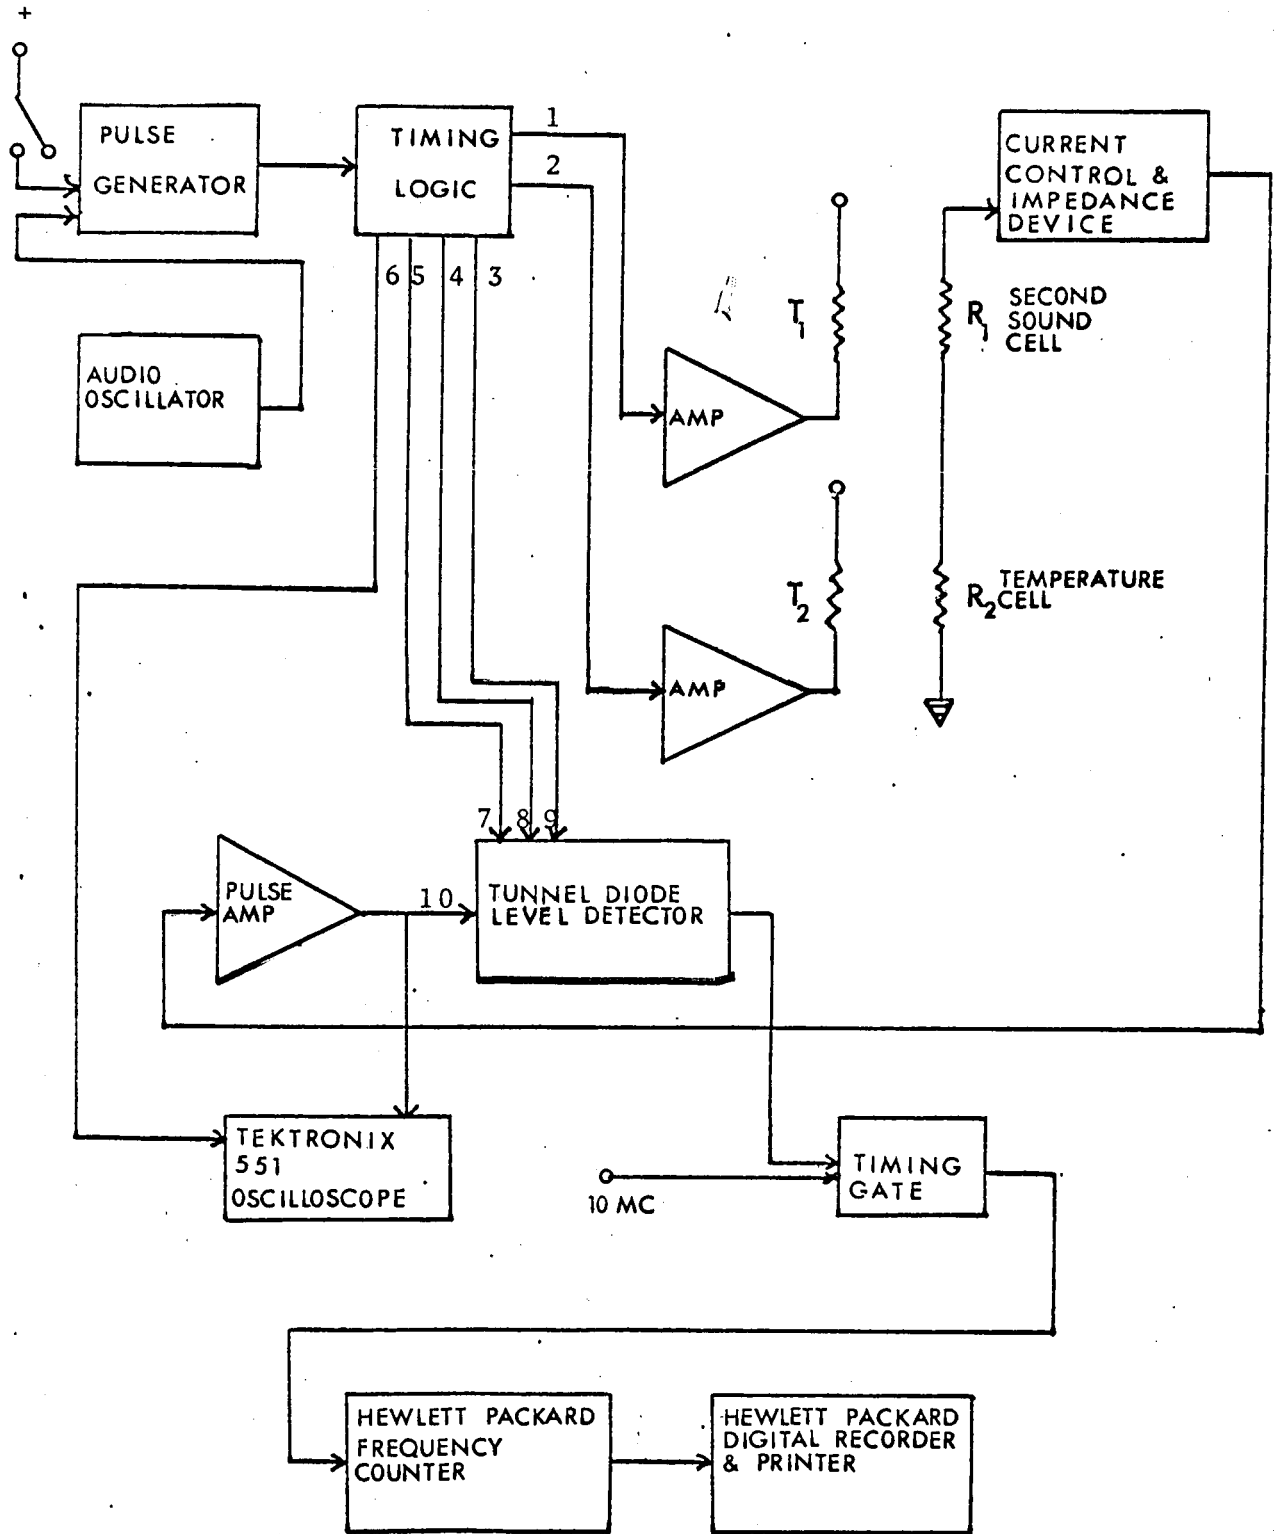 +
PULSE
GENERATOR
TIMING
LOGIC
1
2
6 5 4 3
CURRENT
CONTROL &
IMPEDANCE
DEVICE
AUDIO
OSCILLATOR
T1
R1 SECOND
SOUND
CELL
AMP
T2
R2 TEMPERATURE
CELL
AMP
7 8 9
PULSE
AMP
10
TUNNEL DIODE
LEVEL DETECTOR
TEKTRONIX
551
OSCILLOSCOPE
10 MC
TIMING
GATE
HEWLETT PACKARD
FREQUENCY
COUNTER
HEWLETT PACKARD
DIGITAL RECORDER
& PRINTER